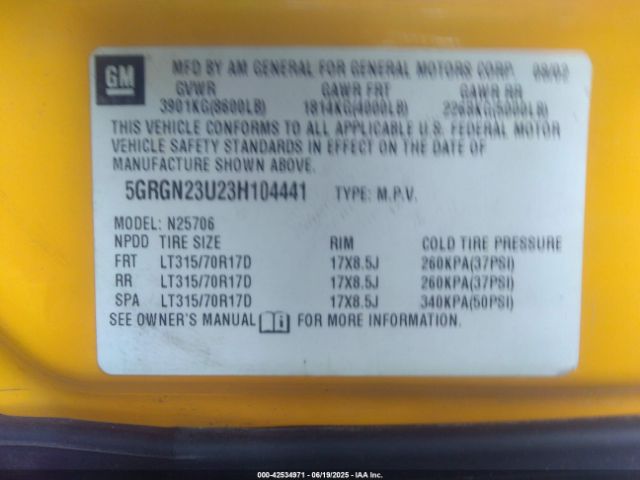 GM
MFD BY AM GENERAL FOR GENERAL MOTORS CORP. 09/02
GVWR GAWR FRT GAWR RR
3901KG(8600LB) 1814KG(4000LB) 2263KG(5000LB)
THIS VEHICLE CONFORMS TO ALL APPLICABLE U.S. FEDERAL MOTOR
VEHICLE SAFETY STANDARDS IN EFFECT ON THE DATE OF
MANUFACTURE SHOWN ABOVE.
5GRGN23U23H104441 TYPE: M.P.V.
MODEL: N25706
NPDD TIRE SIZE RIM COLD TIRE PRESSURE
FRT LT315/70R17D 17X8.5J 260KPA(37PSI)
RR LT315/70R17D 17X8.5J 260KPA(37PSI)
SPA LT315/70R17D 17X8.5J 340KPA(50PSI)
SEE OWNER'S MANUAL i FOR MORE INFORMATION.
000-42534971 - 06/19/2025 - IAA Inc.